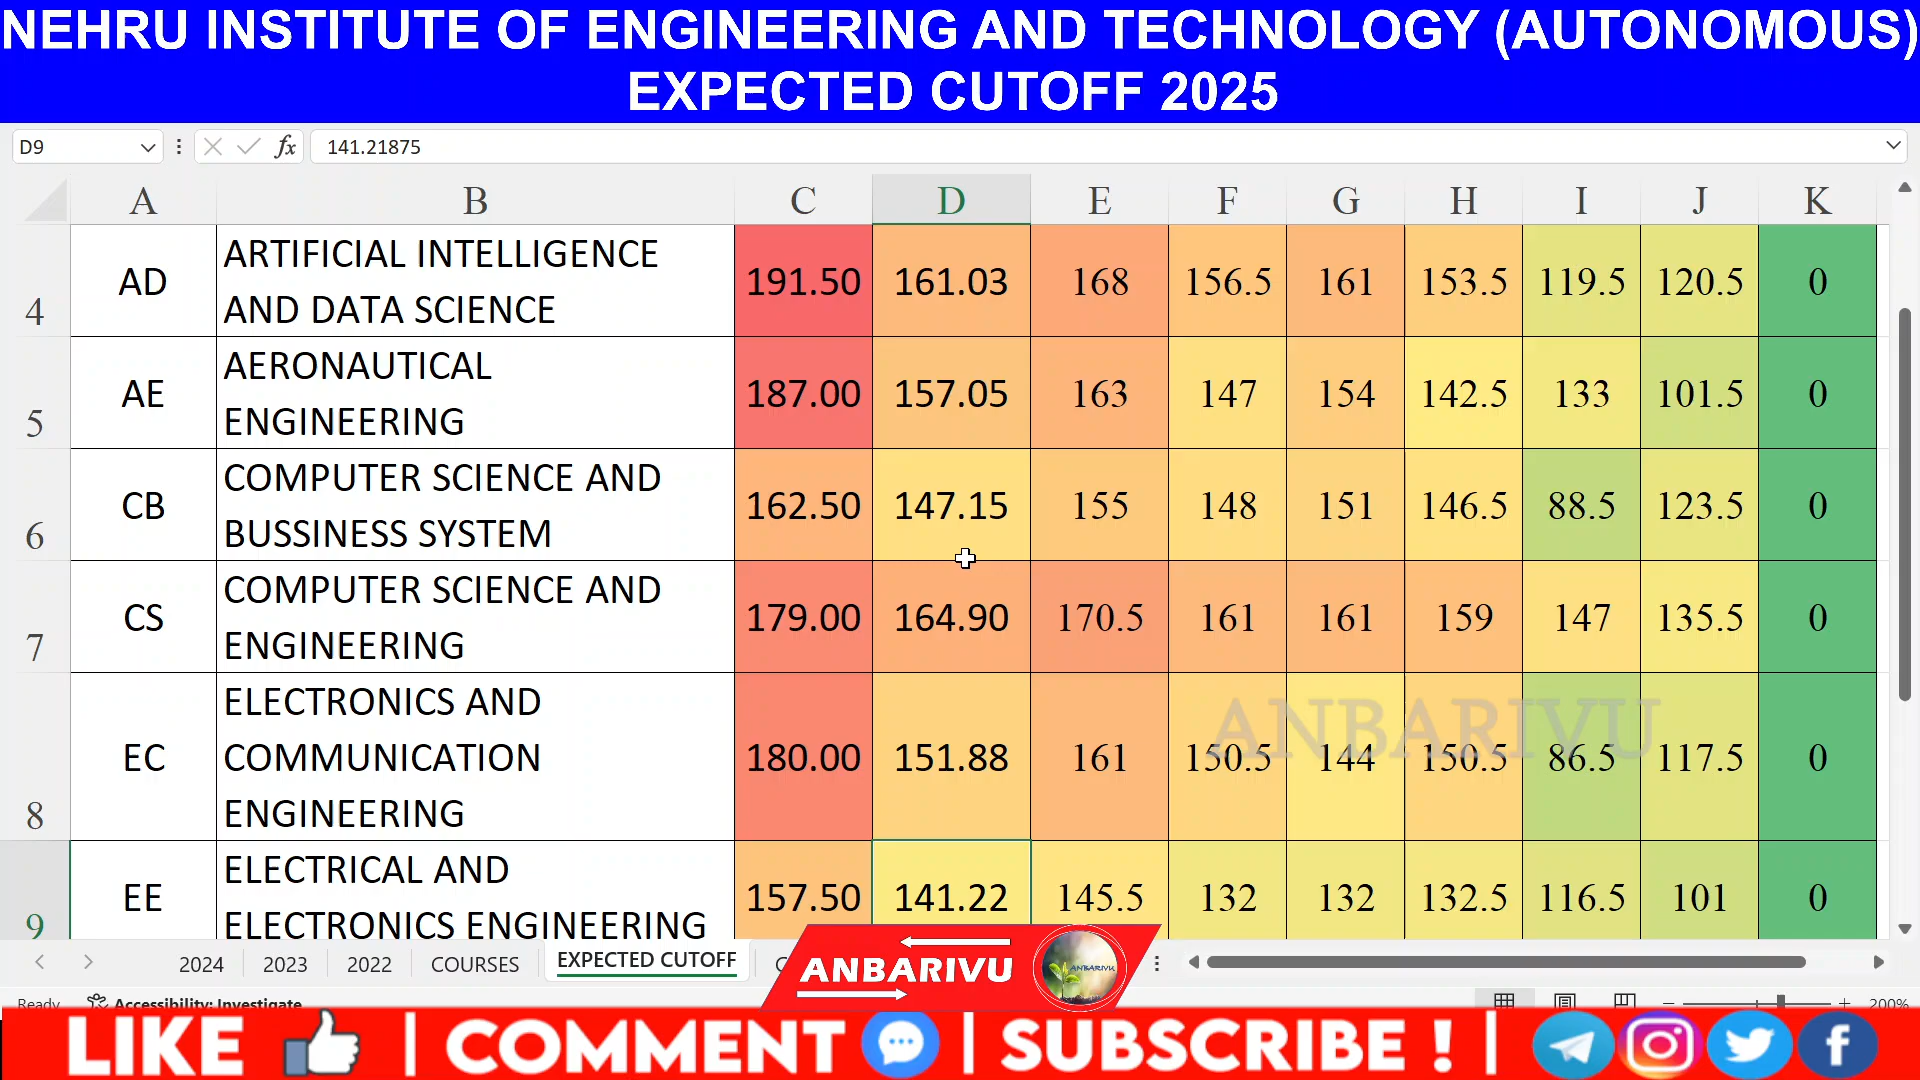 NEHRU INSTITUTE OF ENGINEERING AND TECHNOLOGY (AUTONOMOUS)
EXPECTED CUTOFF 2025
D9 fx 141.21875
A B C D E F G H I J K
4 AD ARTIFICIAL INTELLIGENCE AND DATA SCIENCE 191.50 161.03 168 156.5 161 153.5 119.5 120.5 0
5 AE AERONAUTICAL ENGINEERING 187.00 157.05 163 147 154 142.5 133 101.5 0
6 CB COMPUTER SCIENCE AND BUSSINESS SYSTEM 162.50 147.15 155 148 151 146.5 88.5 123.5 0
7 CS COMPUTER SCIENCE AND ENGINEERING 179.00 164.90 170.5 161 161 159 147 135.5 0
8 EC ELECTRONICS AND COMMUNICATION ENGINEERING 180.00 151.88 161 150.5 144 150.5 86.5 117.5 0
ANBARIVU
9 EE ELECTRICAL AND ELECTRONICS ENGINEERING 157.50 141.22 145.5 132 132 132.5 116.5 101 0
2024 2023 2022 COURSES EXPECTED CUTOFF
ANBARIVU
ANBARIVU
Ready Accessibility: Investigate 200%
LIKE | COMMENT | SUBSCRIBE ! |